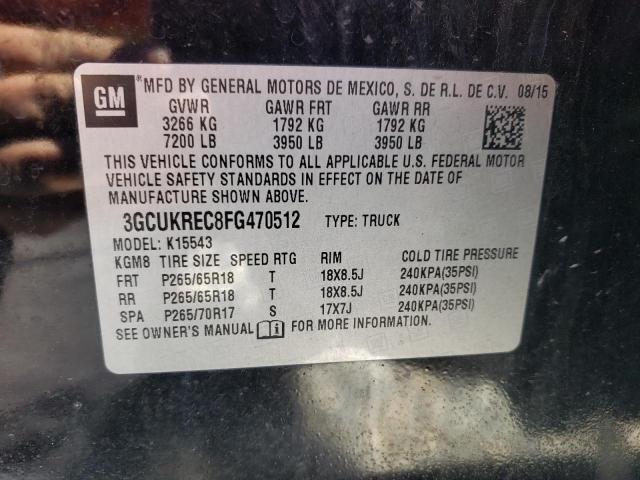 GM
®MFD BY GENERAL MOTORS DE MEXICO, S. DE R.L. DE C.V. 08/15
GVWR GAWR FRT GAWR RR
3266 KG 1792 KG 1792 KG
7200 LB 3950 LB 3950 LB
THIS VEHICLE CONFORMS TO ALL APPLICABLE U.S. FEDERAL MOTOR
VEHICLE SAFETY STANDARDS IN EFFECT ON THE DATE OF
MANUFACTURE SHOWN ABOVE.
3GCUKREC8FG470512 TYPE: TRUCK
MODEL: K15543
KGM8 TIRE SIZE SPEED RTG RIM COLD TIRE PRESSURE
FRT P265/65R18 T 18X8.5J 240KPA(35PSI)
RR P265/65R18 T 18X8.5J 240KPA(35PSI)
SPA P265/70R17 S 17X7J 240KPA(35PSI)
SEE OWNER'S MANUAL FOR MORE INFORMATION.